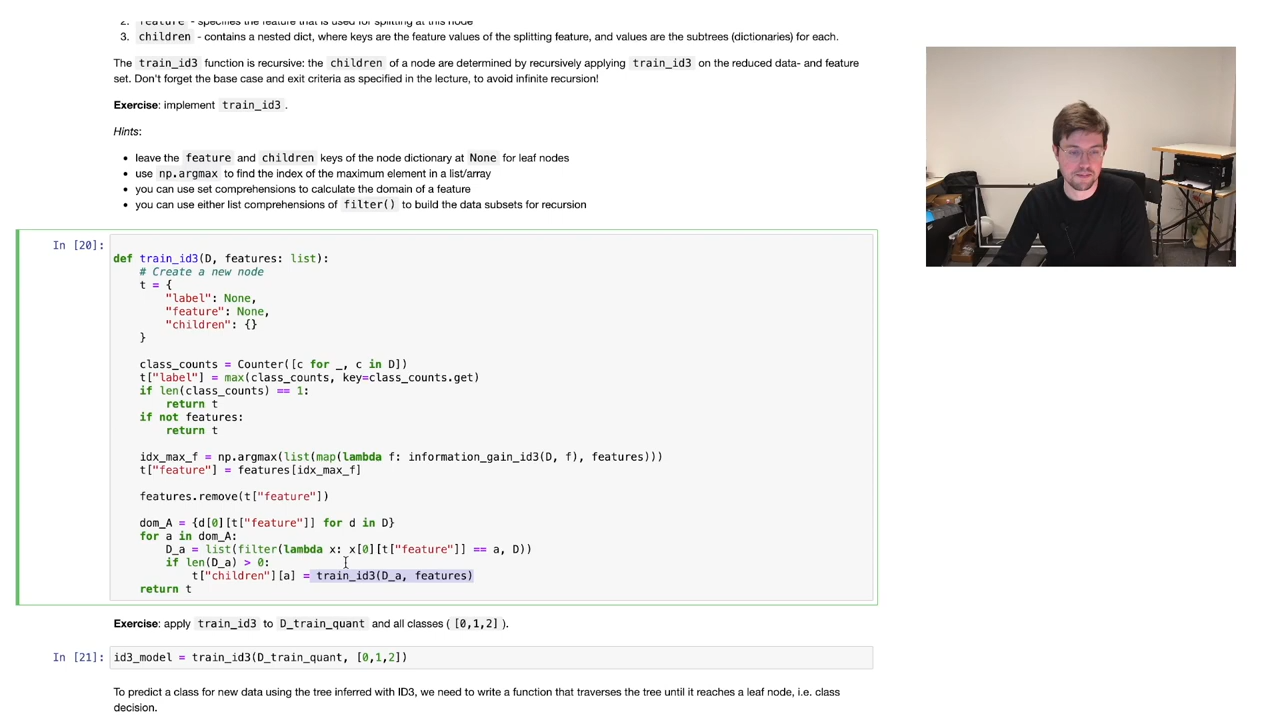 2. feature - specifies the feature that is used for splitting at this node
3. children - contains a nested dict, where keys are the feature values of the splitting feature, and values are the subtrees (dictionaries) for each.
The train_id3 function is recursive: the children of a node are determined by recursively applying train_id3 on the reduced data- and feature
set. Don't forget the base case and exit criteria as specified in the lecture, to avoid infinite recursion!
Exercise: implement train_id3 .
Hints:
• leave the feature and children keys of the node dictionary at None for leaf nodes
• use np.argmax to find the index of the maximum element in a list/array
• you can use set comprehensions to calculate the domain of a feature
• you can use either list comprehensions of filter() to build the data subsets for recursion
In [20]:
def train_id3(D, features: list):
    # Create a new node
    t = {
        "label": None,
        "feature": None,
        "children": {}
    }
    class_counts = Counter([c for _, c in D])
    t["label"] = max(class_counts, key=class_counts.get)
    if len(class_counts) == 1:
        return t
    if not features:
        return t
    idx_max_f = np.argmax(list(map(lambda f: information_gain_id3(D, f), features)))
    t["feature"] = features[idx_max_f]
    features.remove(t["feature"])
    dom_A = {d[0][t["feature"]] for d in D}
    for a in dom_A:
        D_a = list(filter(lambda x: x[0][t["feature"]] == a, D))
        if len(D_a) > 0:
            t["children"][a] = train_id3(D_a, features)
    return t
Exercise: apply train_id3 to D_train_quant and all classes ( [0,1,2] ).
In [21]: id3_model = train_id3(D_train_quant, [0,1,2])
To predict a class for new data using the tree inferred with ID3, we need to write a function that traverses the tree until it reaches a leaf node, i.e. class
decision.